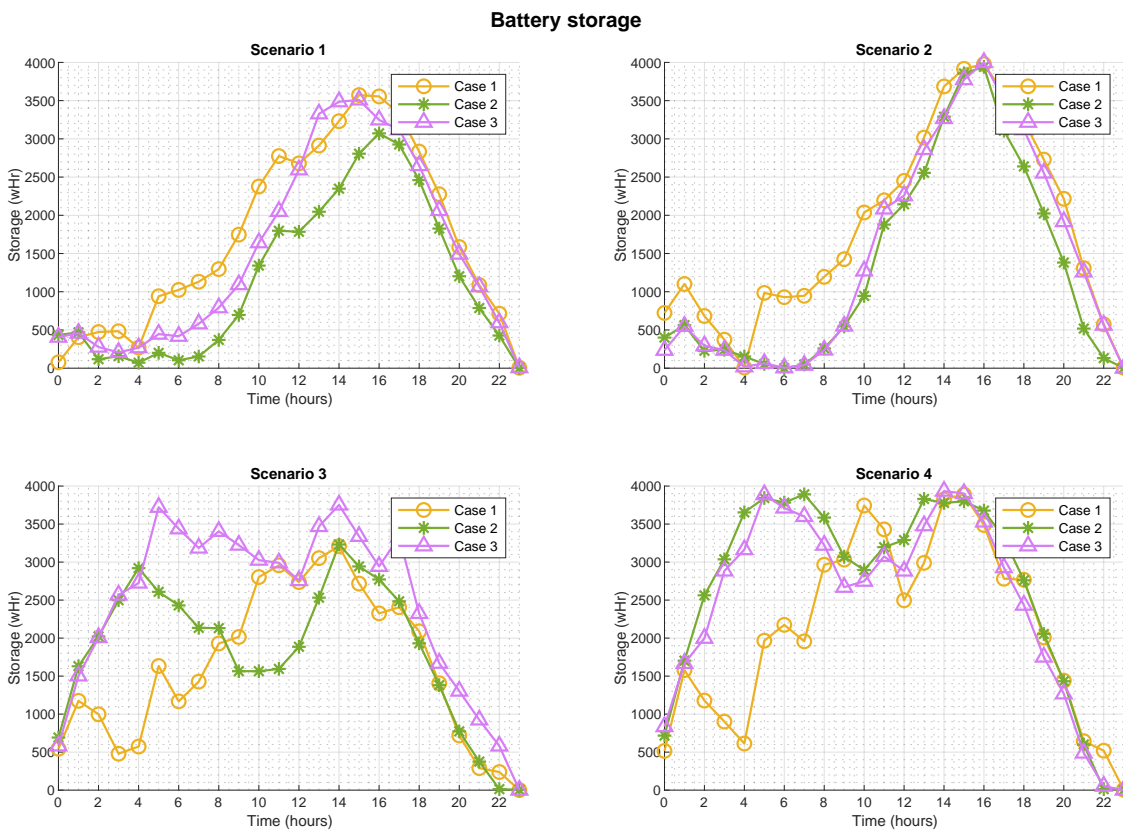 Battery storage
Scenario 1
Storage (wHr)
4000
3500
3000
2500
2000
1500
1000
500
0
0 2 4 6 8 10 12 14 16 18 20 22
Time (hours)
Case 1
Case 2
Case 3
Scenario 2
Storage (wHr)
4000
3500
3000
2500
2000
1500
1000
500
0
0 2 4 6 8 10 12 14 16 18 20 22
Time (hours)
Case 1
Case 2
Case 3
Scenario 3
Storage (wHr)
4000
3500
3000
2500
2000
1500
1000
500
0
0 2 4 6 8 10 12 14 16 18 20 22
Time (hours)
Case 1
Case 2
Case 3
Scenario 4
Storage (wHr)
4000
3500
3000
2500
2000
1500
1000
500
0
0 2 4 6 8 10 12 14 16 18 20 22
Time (hours)
Case 1
Case 2
Case 3